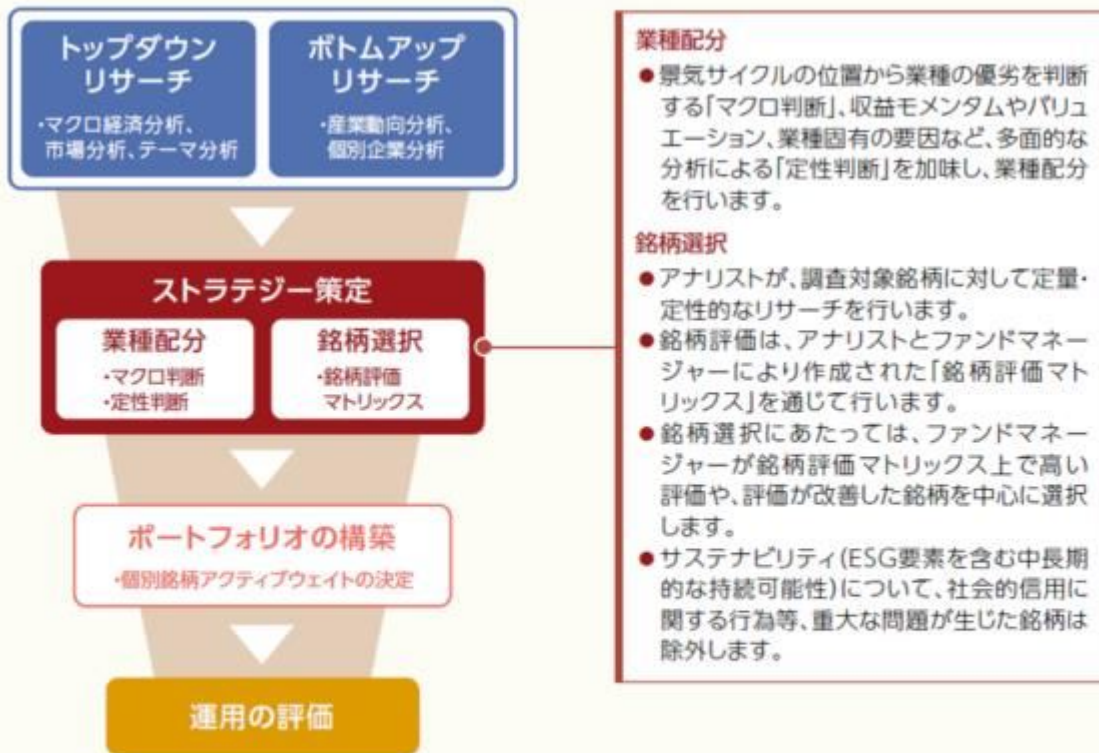 トップダウン
リサーチ
・マクロ経済分析、
市場分析、テーマ分析
ボトムアップ
リサーチ
・産業動向分析、
個別企業分析
ストラテジー策定
業種配分
・マクロ判断
・定性判断
銘柄選択
・銘柄評価
マトリックス
ポートフォリオの構築
・個別銘柄アクティブウェイトの決定
運用の評価
業種配分
●景気サイクルの位置から業種の優劣を判断
する「マクロ判断」、収益モメンタムやバリュ
エーション、業種固有の要因など、多面的な
分析による「定性判断」を加味し、業種配分
を行います。
銘柄選択
●アナリストが、調査対象銘柄に対して定量・
定性的なリサーチを行います。
●銘柄評価は、アナリストとファンドマネー
ジャーにより作成された「銘柄評価マト
リックス」を通じて行います。
●銘柄選択にあたっては、ファンドマネー
ジャーが銘柄評価マトリックス上で高い
評価や、評価が改善した銘柄を中心に選択
します。
●サステナビリティ(ESG要素を含む中長期
的な持続可能性)について、社会的信用に
関する行為等、重大な問題が生じた銘柄は
除外します。